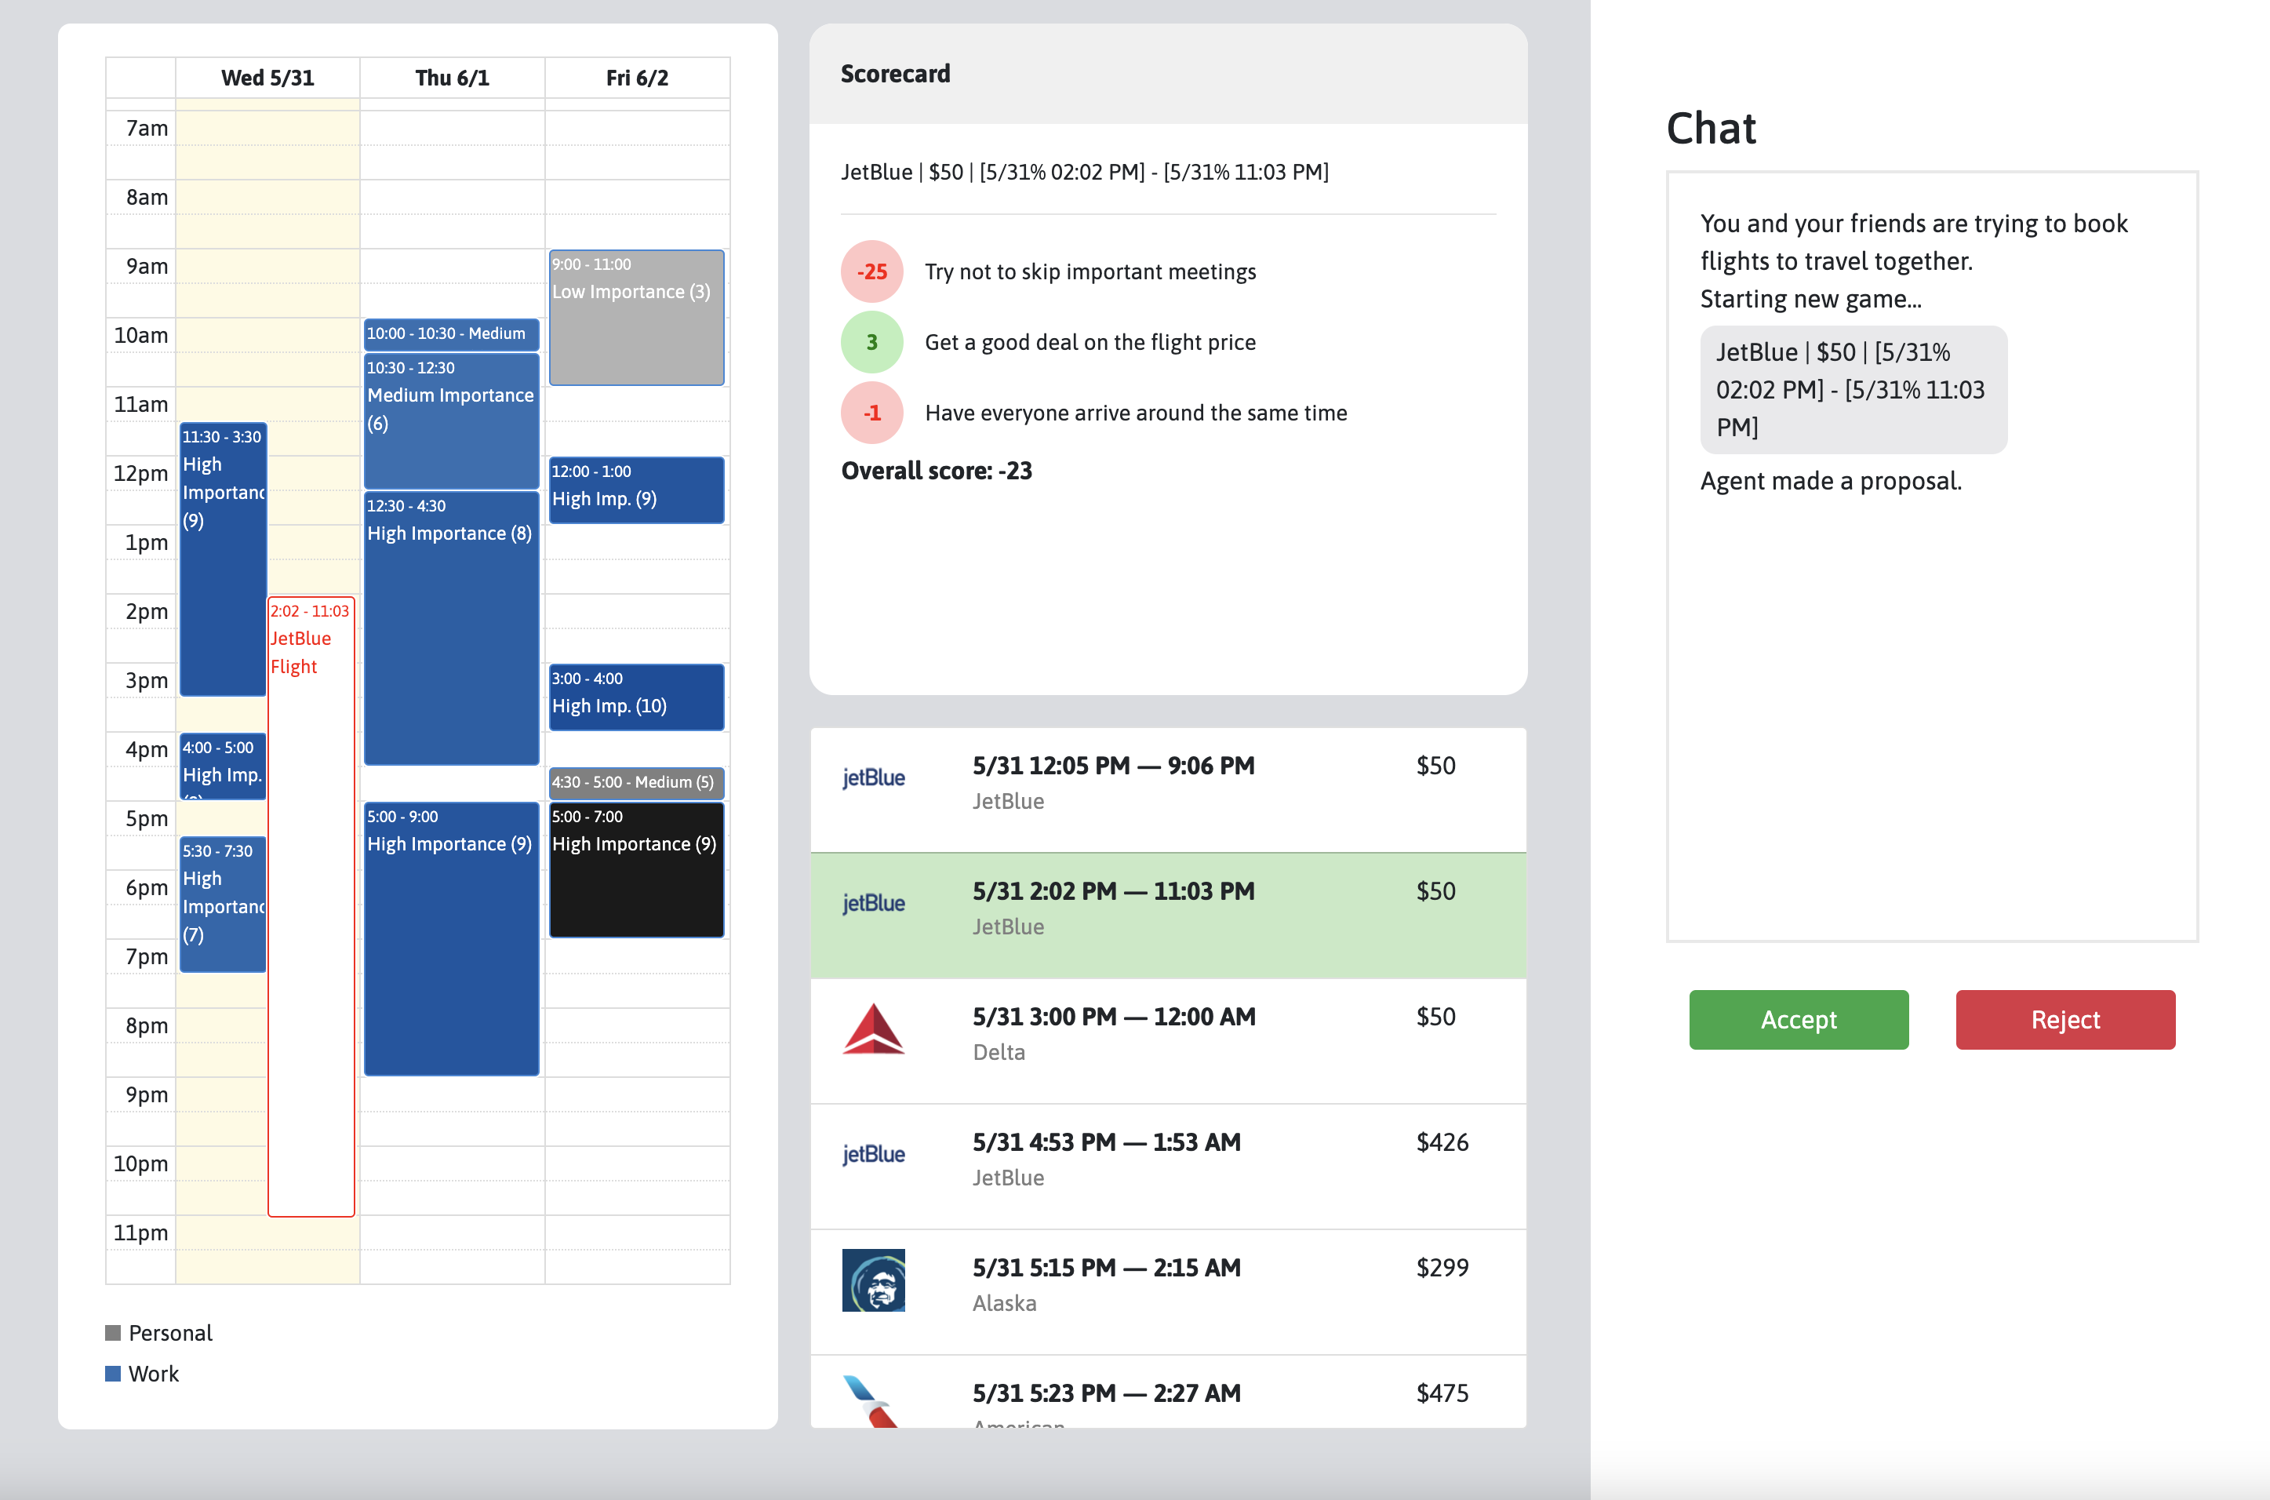 Wed 5/31
Thu 6/1
Fri 6/2
7am
8am
9am
10am
11am
12pm
1pm
2pm
3pm
4pm
5pm
6pm
7pm
8pm
9pm
10pm
11pm
11:30 - 3:30
High
Importanc
(9)
2:02 - 11:03
JetBlue
Flight
4:00 - 5:00
High Imp.
5:30 - 7:30
High
Importanc
(7)
10:00 - 10:30 - Medium
10:30 - 12:30
Medium Importance
(6)
12:30 - 4:30
High Importance (8)
5:00 - 9:00
High Importance (9)
9:00 - 11:00
Low Importance (3)
12:00 - 1:00
High Imp. (9)
3:00 - 4:00
High Imp. (10)
4:30 - 5:00 - Medium (5)
5:00 - 7:00
High Importance (9)
Personal
Work
Scorecard
JetBlue | $50 | [5/31% 02:02 PM] - [5/31% 11:03 PM]
-25 Try not to skip important meetings
3 Get a good deal on the flight price
-1 Have everyone arrive around the same time
Overall score: -23
jetBlue 5/31 12:05 PM — 9:06 PM $50
JetBlue
jetBlue 5/31 2:02 PM — 11:03 PM $50
JetBlue
5/31 3:00 PM — 12:00 AM $50
Delta
jetBlue 5/31 4:53 PM — 1:53 AM $426
JetBlue
5/31 5:15 PM — 2:15 AM $299
Alaska
5/31 5:23 PM — 2:27 AM $475
American
Chat
You and your friends are trying to book
flights to travel together.
Starting new game...
JetBlue | $50 | [5/31%
02:02 PM] - [5/31% 11:03
PM]
Agent made a proposal.
Accept
Reject